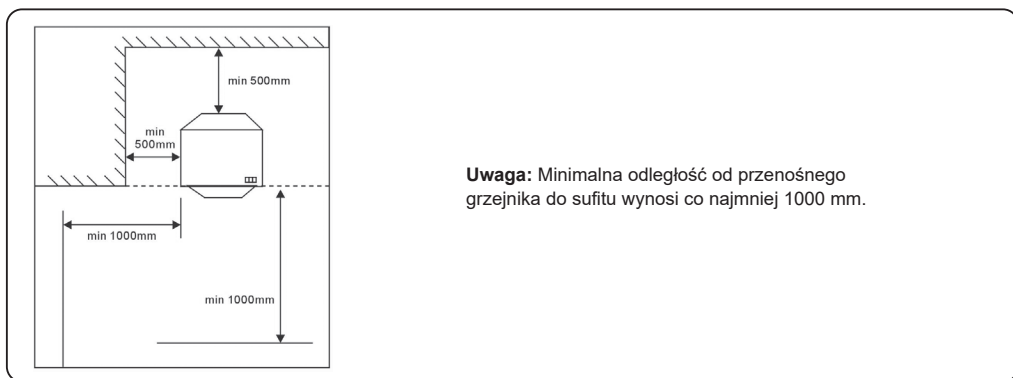 min 500mm
min
500mm
min 1000mm
min 1000mm
Uwaga: Minimalna odległość od przenośnego
grzejnika do sufitu wynosi co najmniej 1000 mm.